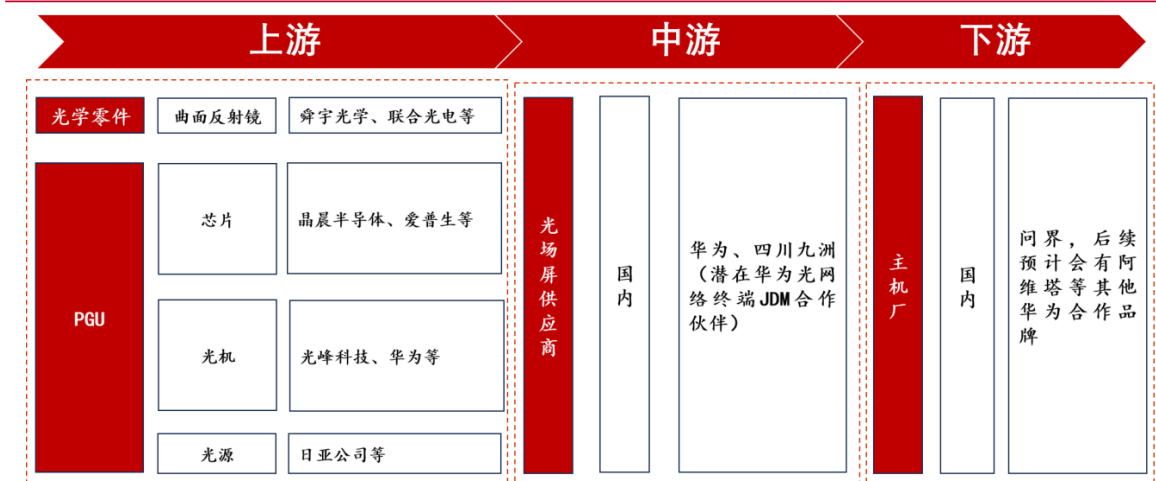 上游
中游
下游
光学零件
曲面反射镜
舜宇光学、联合光电等
PGU
芯片
晶晨半导体、爱普生等
光机
光峰科技、华为等
光源
日亚公司等
光
场
屏
供
应
商
国
内
华为、四川九洲
（潜在华为光网
络终端JDM合作
伙伴）
主
机
厂
国
内
问界，后续
预计会有阿
维塔等其他
华为合作品
牌